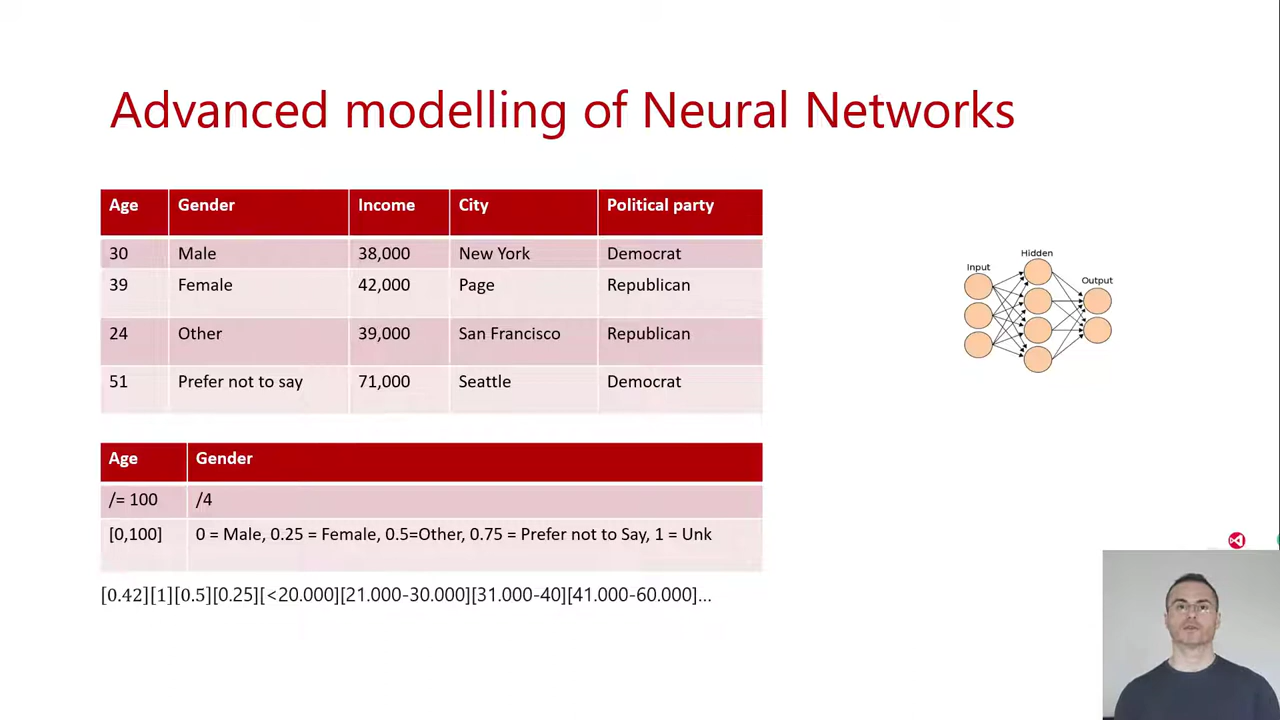 Advanced modelling of Neural Networks
Age Gender Income City Political party
30 Male 38,000 New York Democrat
39 Female 42,000 Page Republican
24 Other 39,000 San Francisco Republican
51 Prefer not to say 71,000 Seattle Democrat
Input Hidden Output
Age Gender
/= 100 /4
[0,100] 0 = Male, 0.25 = Female, 0.5=Other, 0.75 = Prefer not to Say, 1 = Unk
[0.42][1][0.5][0.25][<20.000][21.000-30.000][31.000-40][41.000-60.000]...